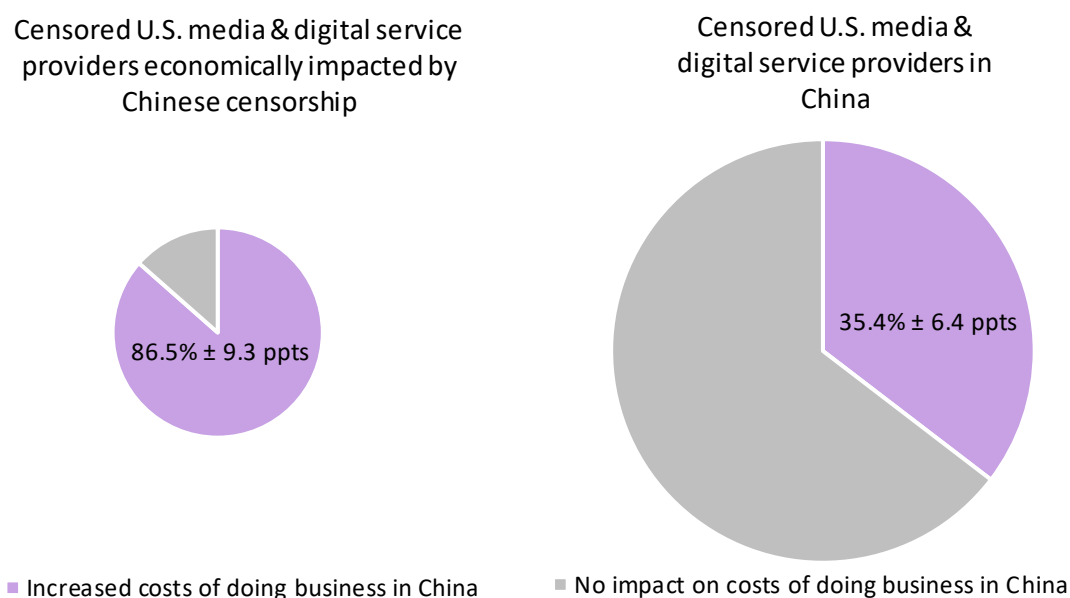 Censored U.S. media & digital service
providers economically impacted by
Chinese censorship
Censored U.S. media &
digital service providers in
China
86.5% ± 9.3 ppts
35.4% ± 6.4 ppts
Increased costs of doing business in China
No impact on costs of doing business in China